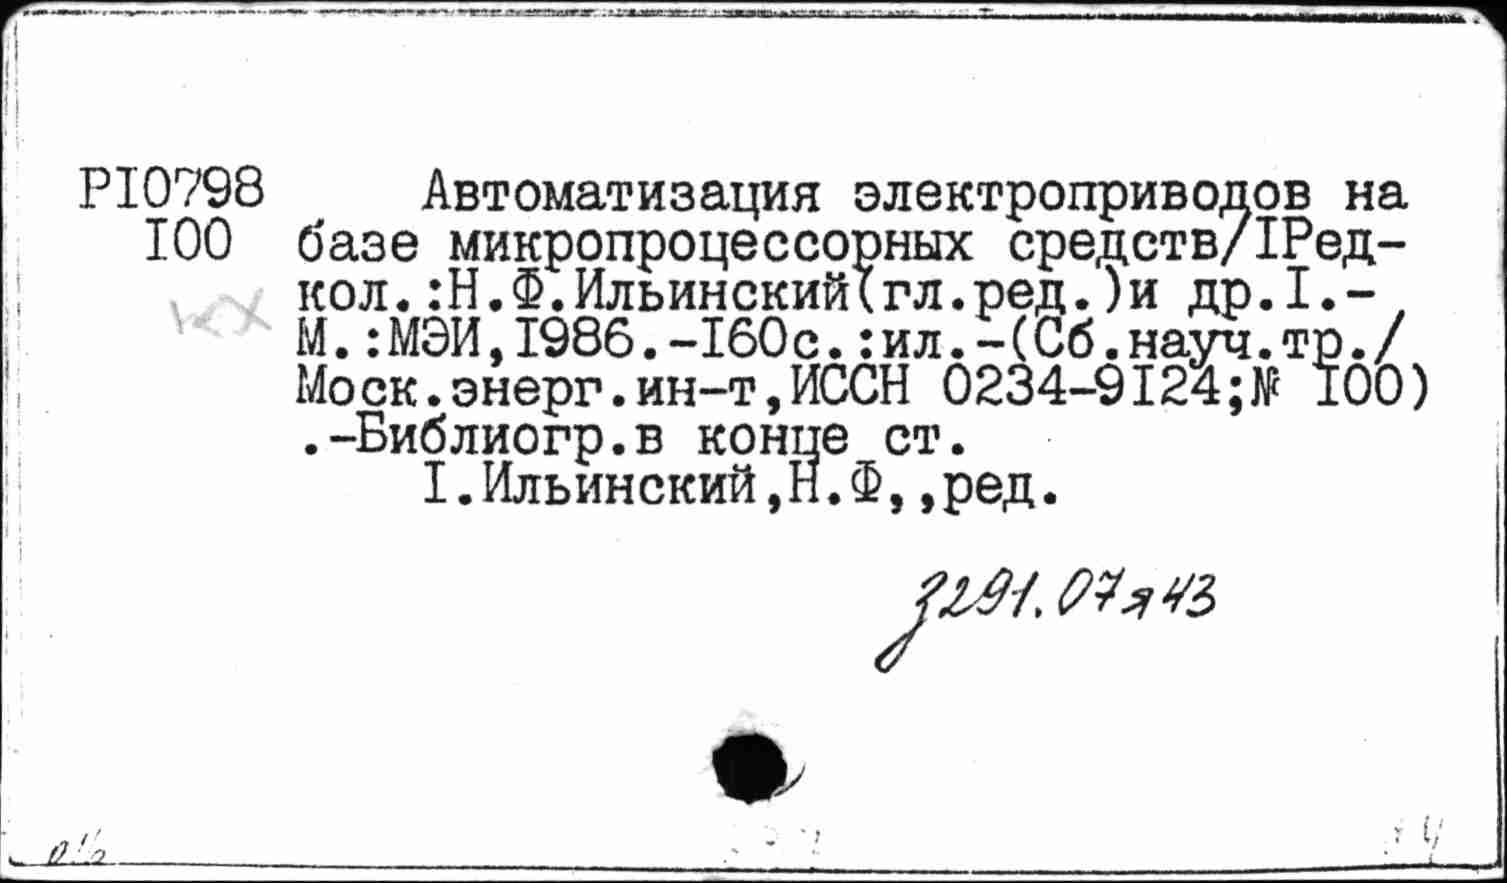 Р10798 Автоматизация электроприводов на
100 базе микропроцессорных средств/IРед-
кол.:Н.Ф.Ильинский(гл.ред.)и др.I.-
М.:МЭИ,1986.-160с.:ил.-(Сб.науч.тр./
Моск.энерг.ин-т,ИССН 0234-9124;№ 100)
.-Библиогр.в конце ст.
1.Ильинский,Н.Ф,,ред.
з291.07я43